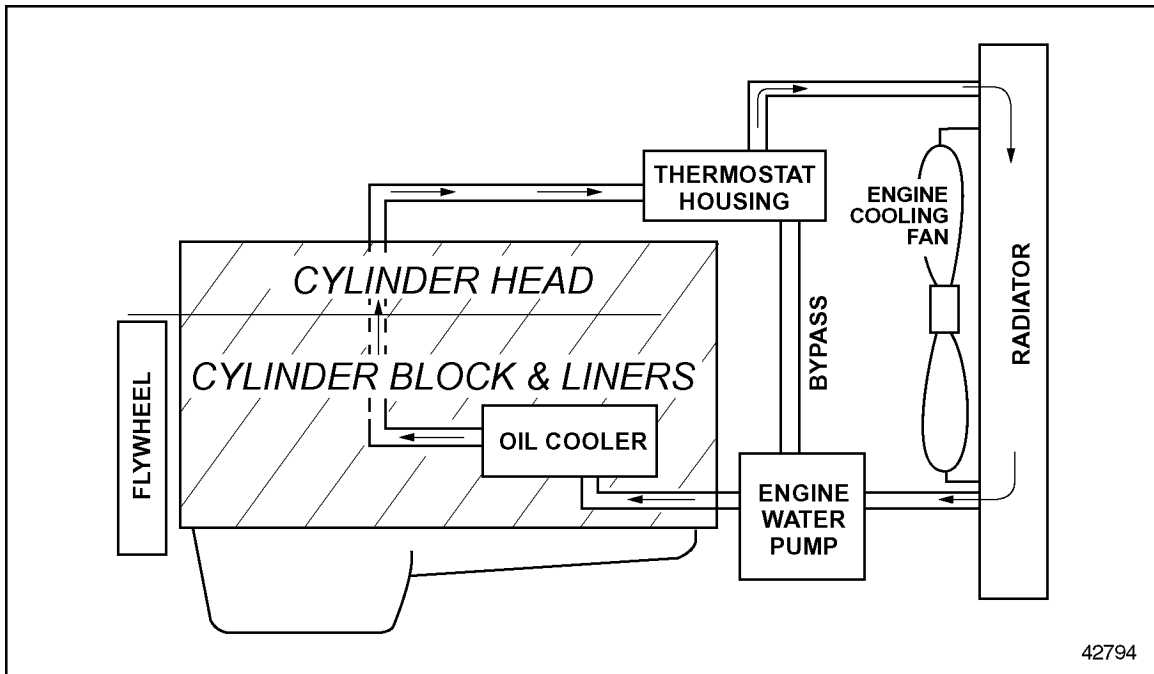 THERMOSTAT
HOUSING
ENGINE
COOLING
FAN
RADIATOR
CYLINDER HEAD
BYPASS
CYLINDER BLOCK & LINERS
FLYWHEEL
OIL COOLER
ENGINE
WATER
PUMP
42794